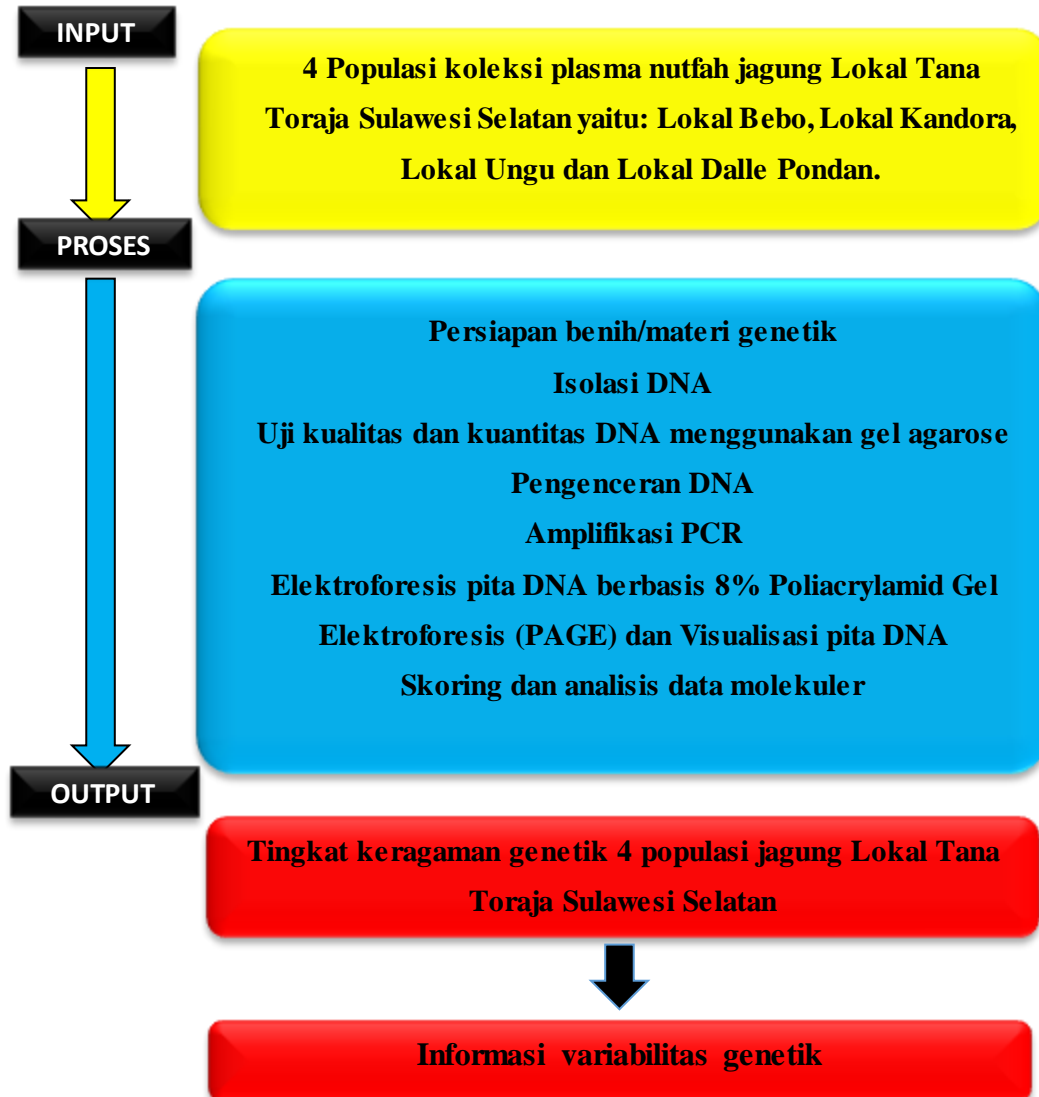 INPUT
4 Populasi koleksi plasma nutfah jagung Lokal Tana
Toraja Sulawesi Selatan yaitu: Lokal Bebo, Lokal Kandora,
Lokal Ungu dan Lokal Dalle Pondan.
PROSES
Persiapan benih/materi genetik
Isolasi DNA
Uji kualitas dan kuantitas DNA menggunakan gel agarose
Pengenceran DNA
Amplifikasi PCR
Elektroforesis pita DNA berbasis 8% Poliacrylamid Gel
Elektroforesis (PAGE) dan Visualisasi pita DNA
Skoring dan analisis data molekuler
OUTPUT
Tingkat keragaman genetik 4 populasi jagung Lokal Tana
Toraja Sulawesi Selatan
Informasi variabilitas genetik